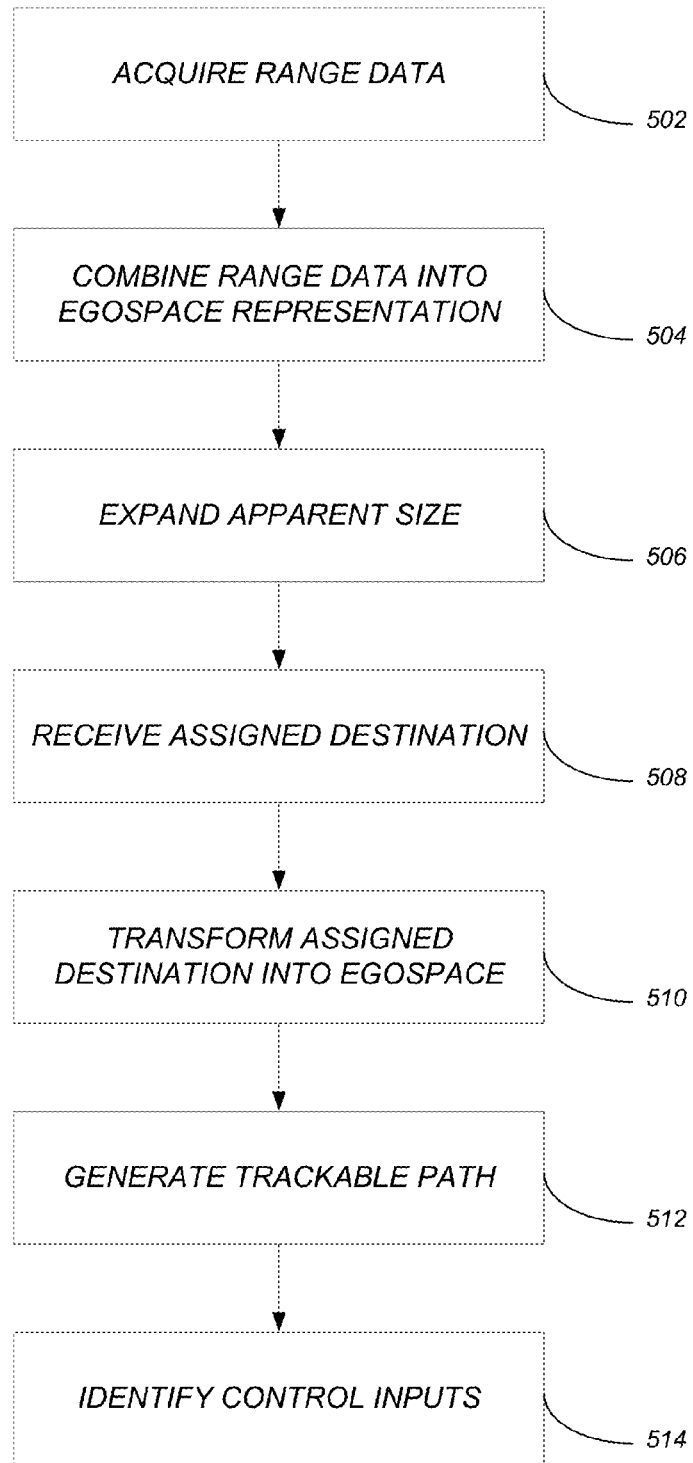 ACQUIRE RANGE DATA
502
COMBINE RANGE DATA INTO
EGOSPACE REPRESENTATION
504
EXPAND APPARENT SIZE
506
RECEIVE ASSIGNED DESTINATION
508
TRANSFORM ASSIGNED
DESTINATION INTO EGOSPACE
510
GENERATE TRACKABLE PATH
512
IDENTIFY CONTROL INPUTS
514